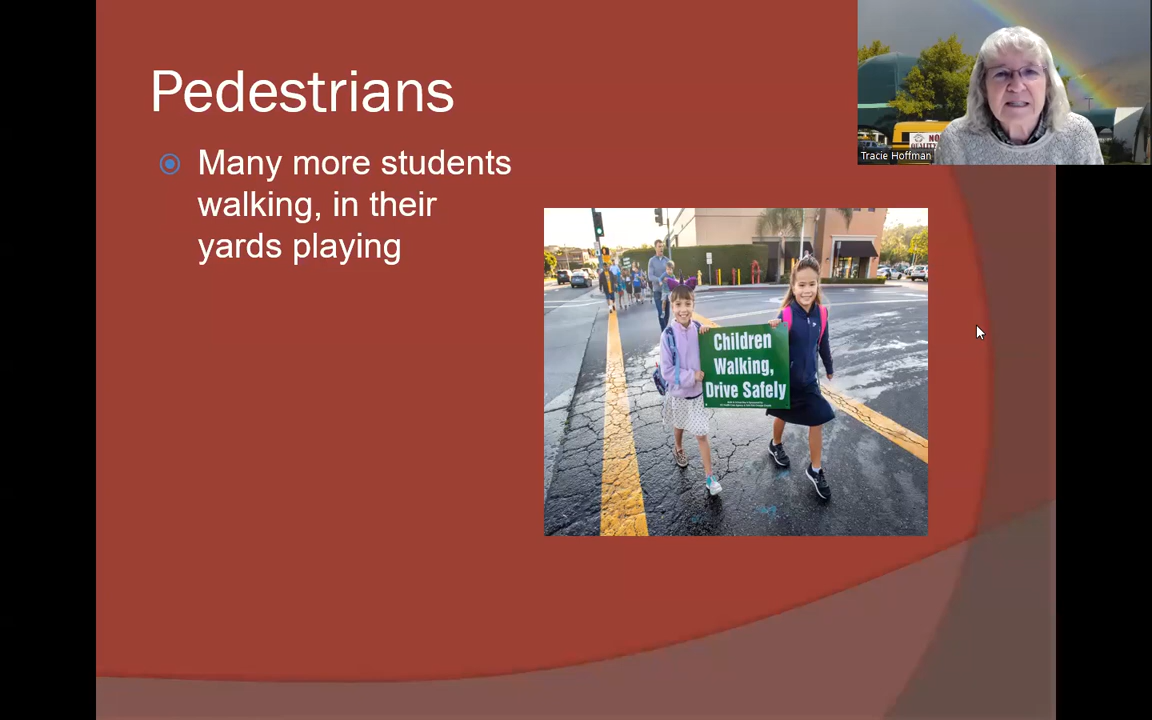 Pedestrians
Many more students
walking, in their
yards playing
Tracie Hoffman
Children
Walking,
Drive Safely